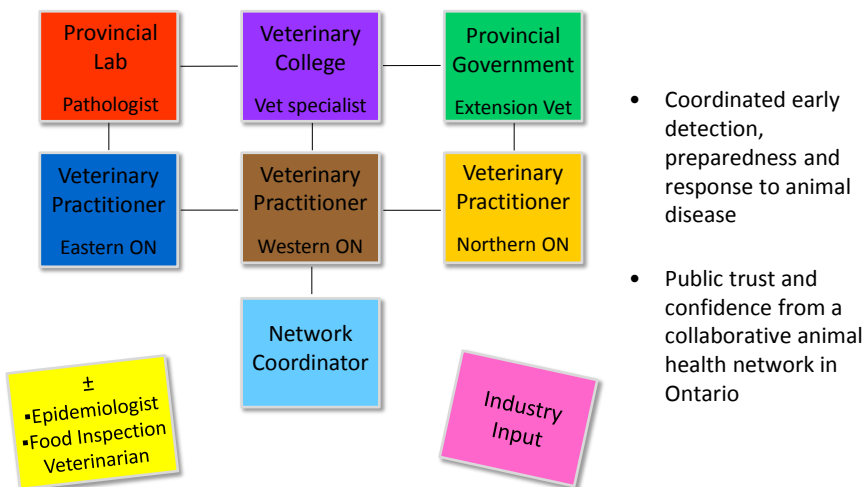 Provincial
Lab
Pathologist
Veterinary
College
Vet specialist
Provincial
Government
Extension Vet
Veterinary
Practitioner
Eastern ON
Veterinary
Practitioner
Western ON
Veterinary
Practitioner
Northern ON
Network
Coordinator
±
▪Epidemiologist
▪Food Inspection
Veterinarian
Industry
Input
• Coordinated early
detection,
preparedness and
response to animal
disease
• Public trust and
confidence from a
collaborative animal
health network in
Ontario